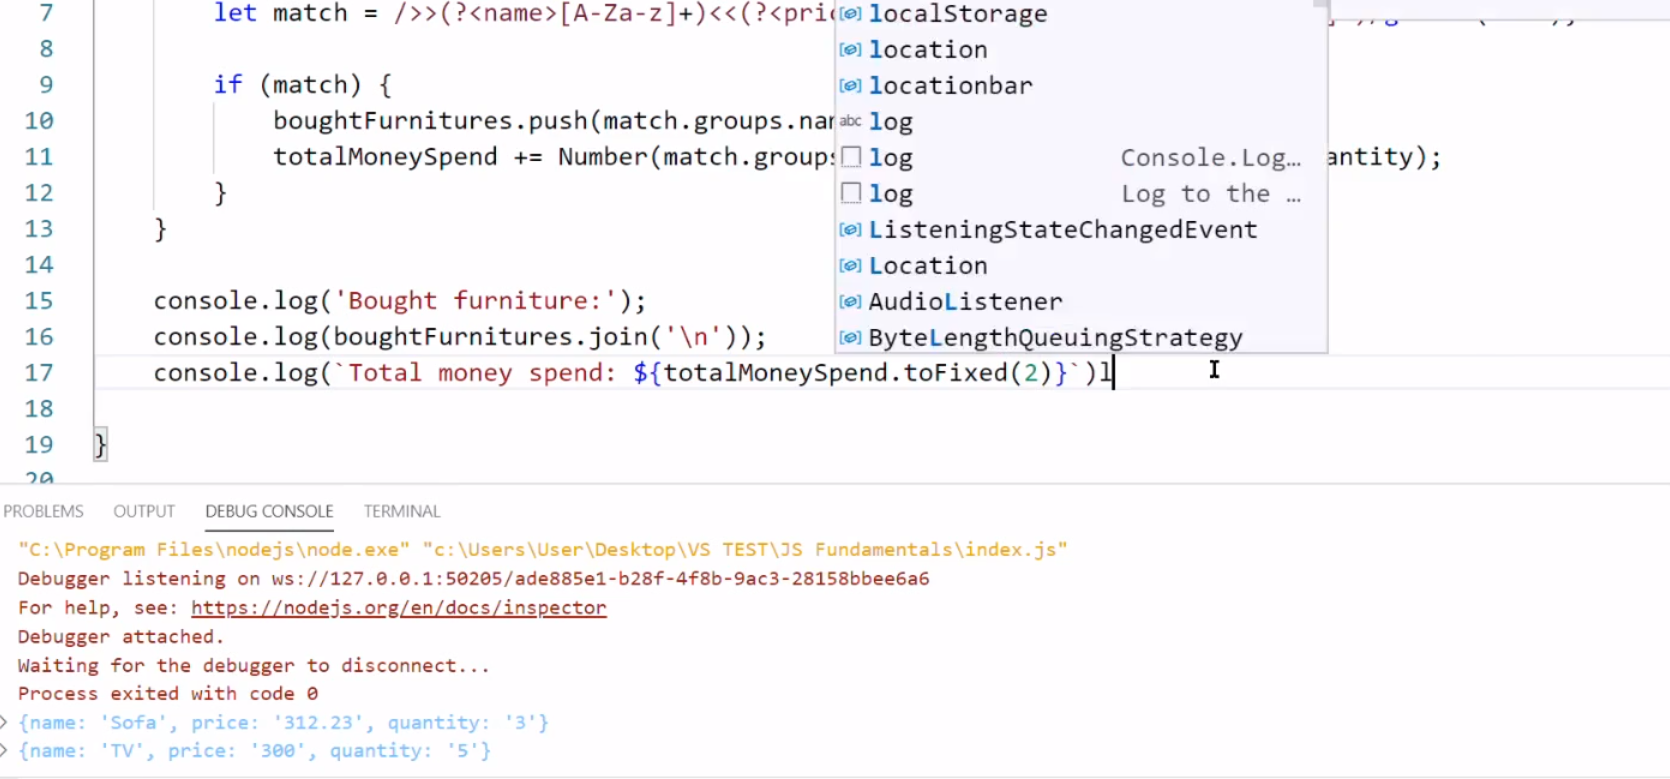 7 let match = />>(?<name>[A-Za-z]+)<<(?<pri
localStorage
8
location
9 if (match) {
locationbar
10 boughtFurnitures.push(match.groups.nam
abc log
11 totalMoneySpend += Number(match.groups
log Console.Log… antity);
12 }
log Log to the …
13 }
ListeningStateChangedEvent
14
Location
15 console.log('Bought furniture:');
AudioListener
16 console.log(boughtFurnitures.join('\n'));
ByteLengthQueuingStrategy
17 console.log(`Total money spend: ${totalMoneySpend.toFixed(2)}`)l
18
19 }
20
PROBLEMS OUTPUT DEBUG CONSOLE TERMINAL
"C:\Program Files\nodejs\node.exe" "c:\Users\User\Desktop\VS TEST\JS Fundamentals\index.js"
Debugger listening on ws://127.0.0.1:50205/ade885e1-b28f-4f8b-9ac3-28158bbee6a6
For help, see: https://nodejs.org/en/docs/inspector
Debugger attached.
Waiting for the debugger to disconnect...
Process exited with code 0
> {name: 'Sofa', price: '312.23', quantity: '3'}
> {name: 'TV', price: '300', quantity: '5'}